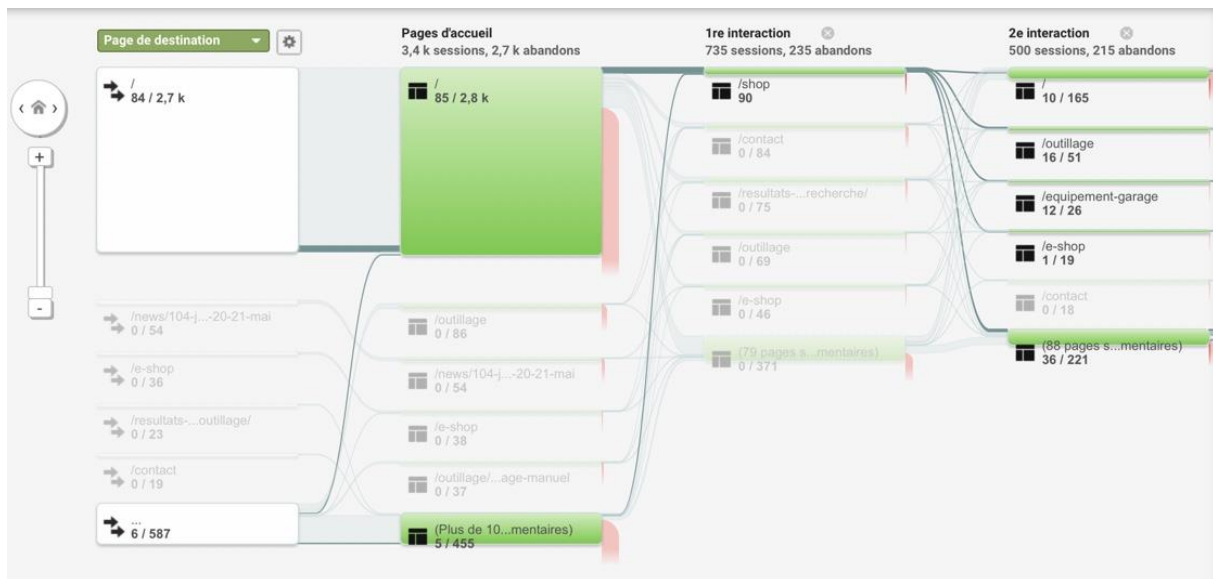 Page de destination
Pages d'accueil
3,4 k sessions, 2,7 k abandons
1re interaction
735 sessions, 235 abandons
2e interaction
500 sessions, 215 abandons
/
84 / 2,7 k
/news/104-j...-20-21-mai
0 / 54
/e-shop
0 / 36
/resultats-...outillage/
0 / 23
/contact
0 / 19
...
6 / 587
/
85 / 2,8 k
/outillage
0 / 86
/news/104-j...-20-21-mai
0 / 54
/e-shop
0 / 38
/outillage/...age-manuel
0 / 37
(Plus de 10...mentaires)
5 / 455
/shop
90
/contact
0 / 84
/resultats-...recherche/
0 / 75
/outillage
0 / 69
/e-shop
0 / 46
(79 pages s...mentaires)
0 / 371
/
10 / 165
/outillage
16 / 51
/equipement-garage
12 / 26
/e-shop
1 / 19
/contact
0 / 18
(88 pages s...mentaires)
36 / 221
+
-